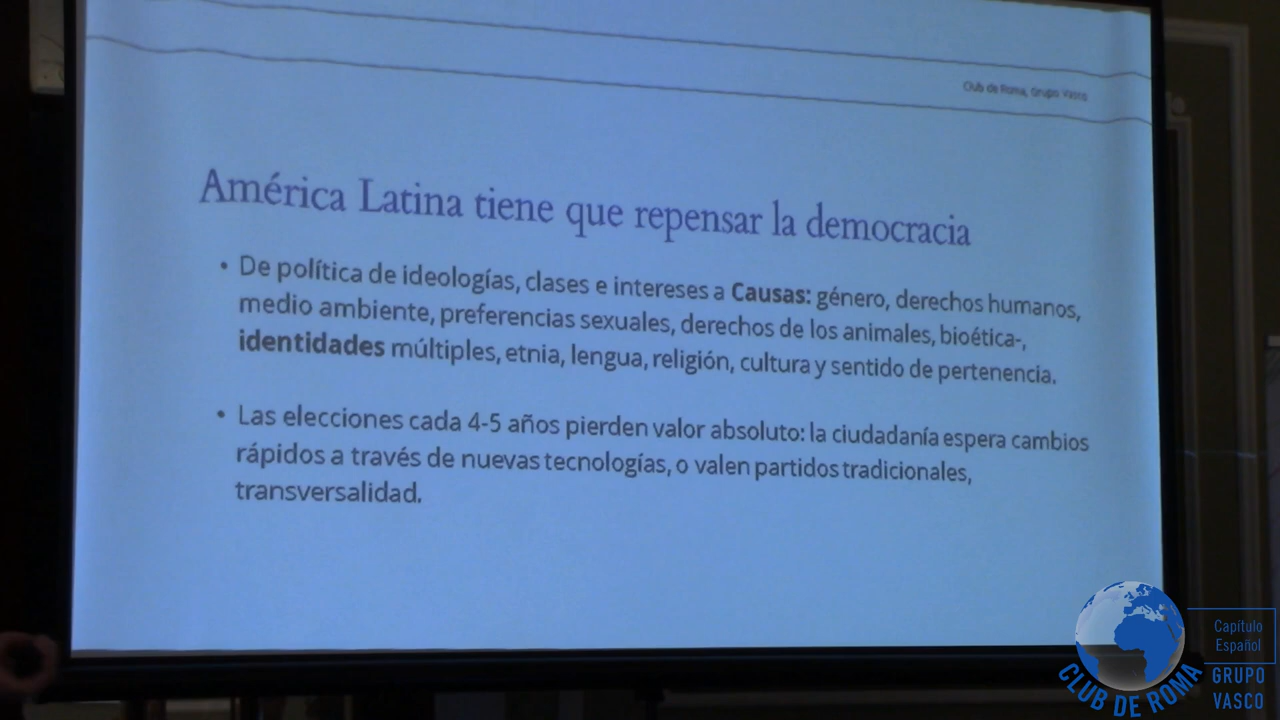 Club de Roma, Grupo Vasco
América Latina tiene que repensar la democracia
• De política de ideologías, clases e intereses a Causas: género, derechos humanos,
medio ambiente, preferencias sexuales, derechos de los animales, bioética-,
identidades múltiples, etnia, lengua, religión, cultura y sentido de pertenencia.
• Las elecciones cada 4-5 años pierden valor absoluto: la ciudadanía espera cambios
rápidos a través de nuevas tecnologías, o valen partidos tradicionales,
transversalidad.
CLUB DE ROMA
Capítulo
Español
GRUPO
VASCO